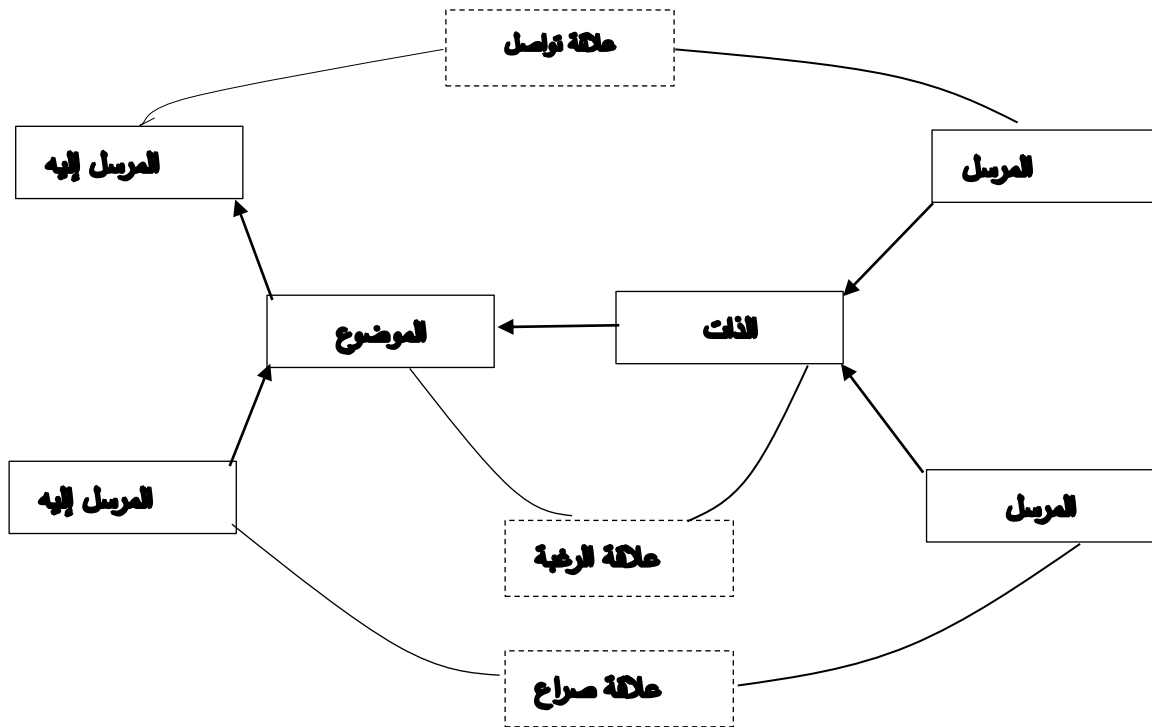 علاقة تواصل
المرسل
المرسل إليه
الذات
الموضوع
المرسل
المرسل إليه
علاقة الرغبة
علاقة صراع